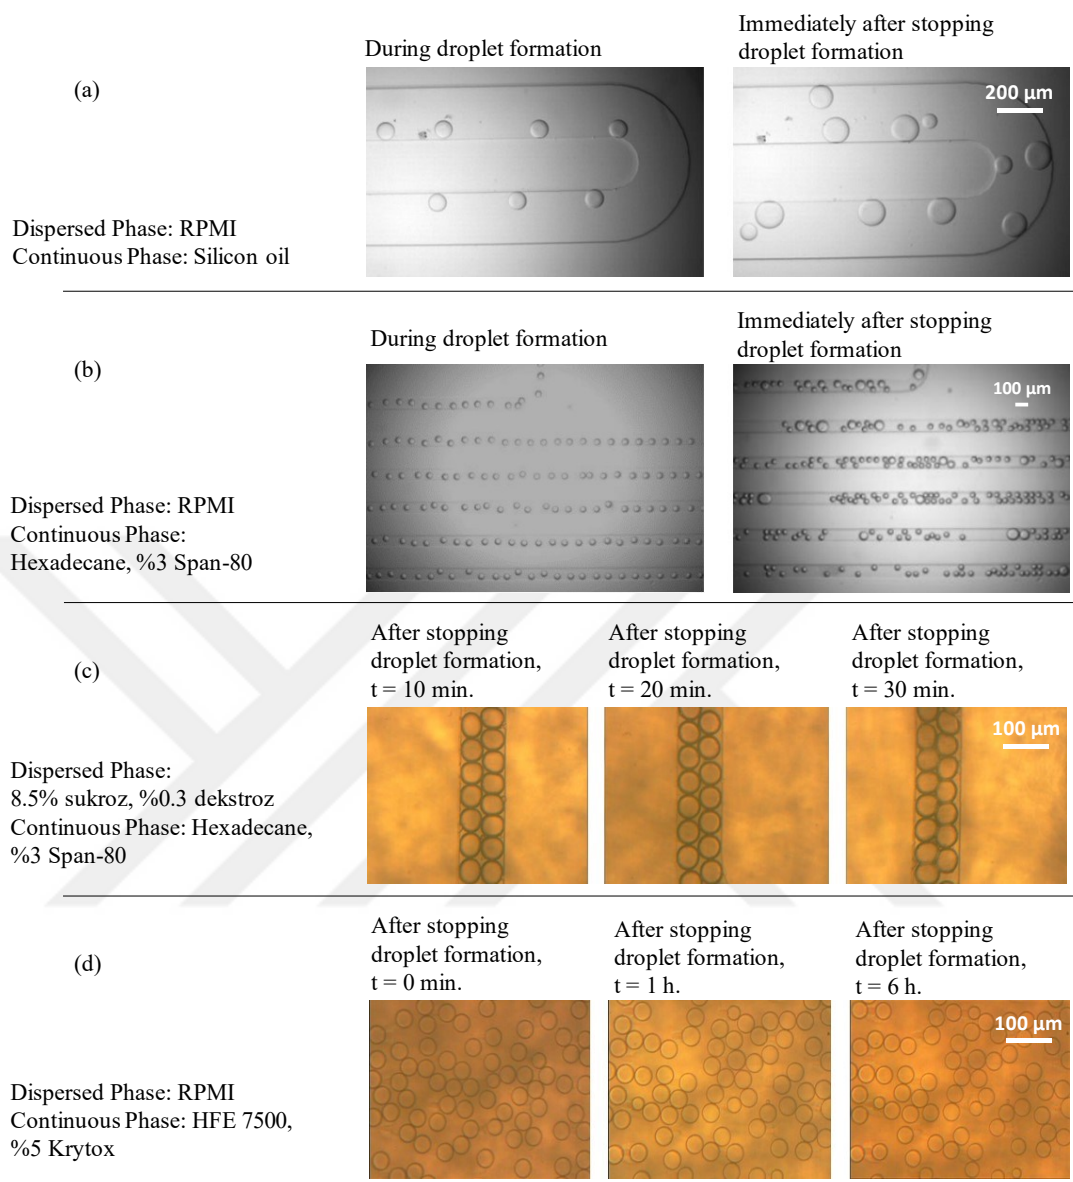 During droplet formation
Immediately after stopping
droplet formation
(a)
200 µm
Dispersed Phase: RPMI
Continuous Phase: Silicon oil
During droplet formation
Immediately after stopping
droplet formation
(b)
100 µm
Dispersed Phase: RPMI
Continuous Phase:
Hexadecane, %3 Span-80
After stopping
droplet formation,
t = 10 min.
After stopping
droplet formation,
t = 20 min.
After stopping
droplet formation,
t = 30 min.
(c)
100 µm
Dispersed Phase:
8.5% sukroz, %0.3 dekstroz
Continuous Phase: Hexadecane,
%3 Span-80
After stopping
droplet formation,
t = 0 min.
After stopping
droplet formation,
t = 1 h.
After stopping
droplet formation,
t = 6 h.
(d)
100 µm
Dispersed Phase: RPMI
Continuous Phase: HFE 7500,
%5 Krytox